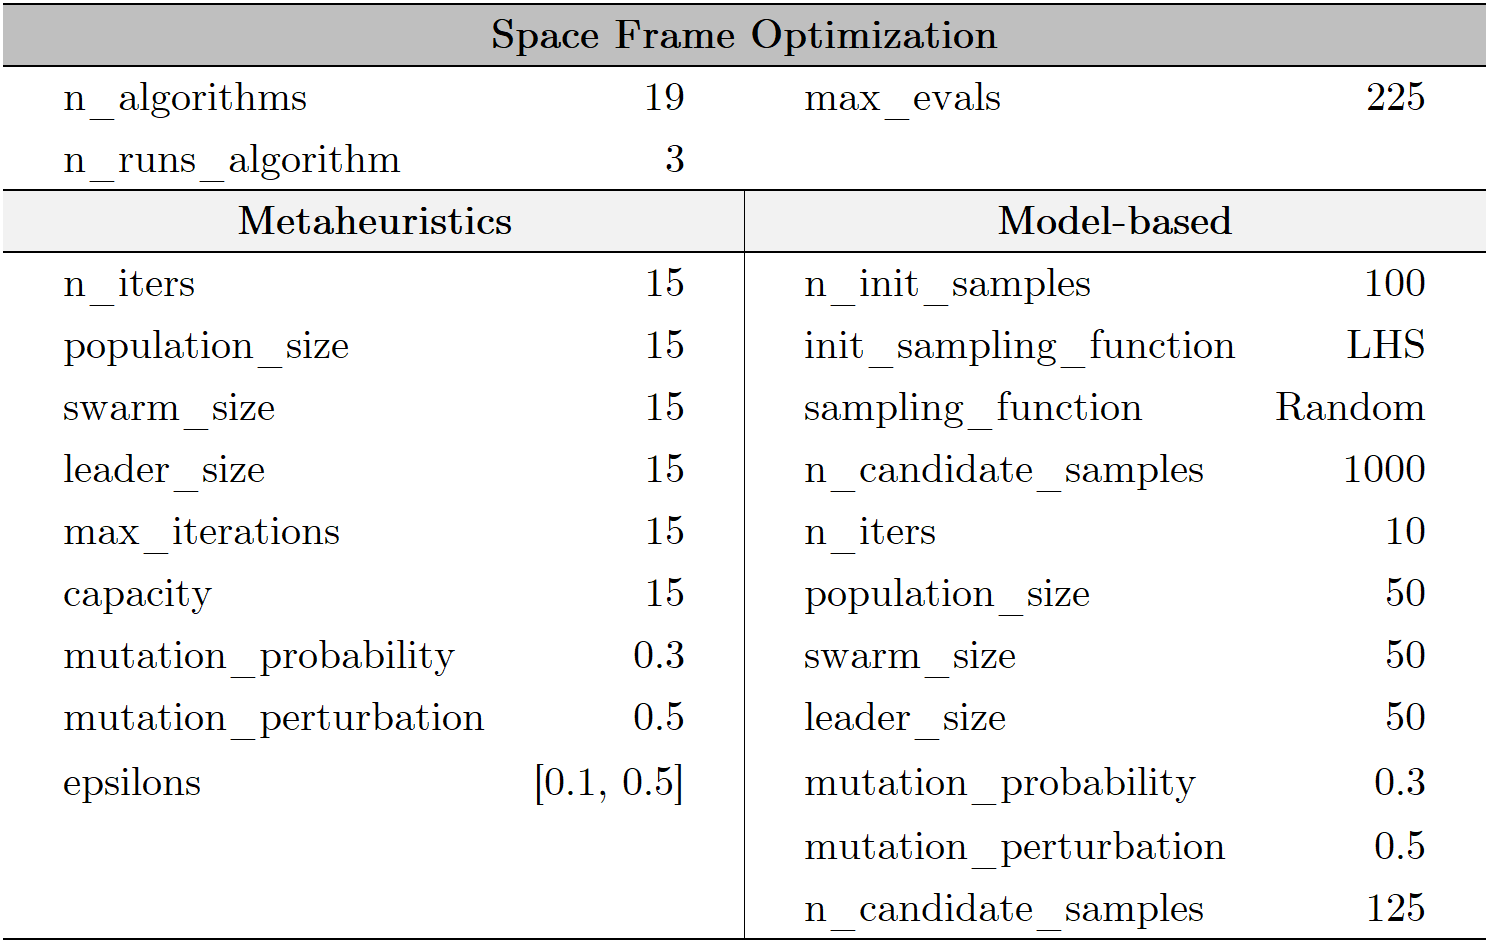 Space Frame Optimization
n_algorithms 19 max_evals 225
n_runs_algorithm 3
Metaheuristics Model-based
n_iters 15 n_init_samples 100
population_size 15 init_sampling_function LHS
swarm_size 15 sampling_function Random
leader_size 15 n_candidate_samples 1000
max_iterations 15 n_iters 10
capacity 15 population_size 50
mutation_probability 0.3 swarm_size 50
mutation_perturbation 0.5 leader_size 50
epsilons [0.1, 0.5] mutation_probability 0.3
mutation_perturbation 0.5
n_candidate_samples 125